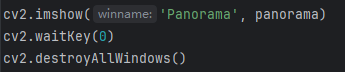 cv2.imshow( winname: 'Panorama', panorama)
cv2.waitKey(0)
cv2.destroyAllWindows()